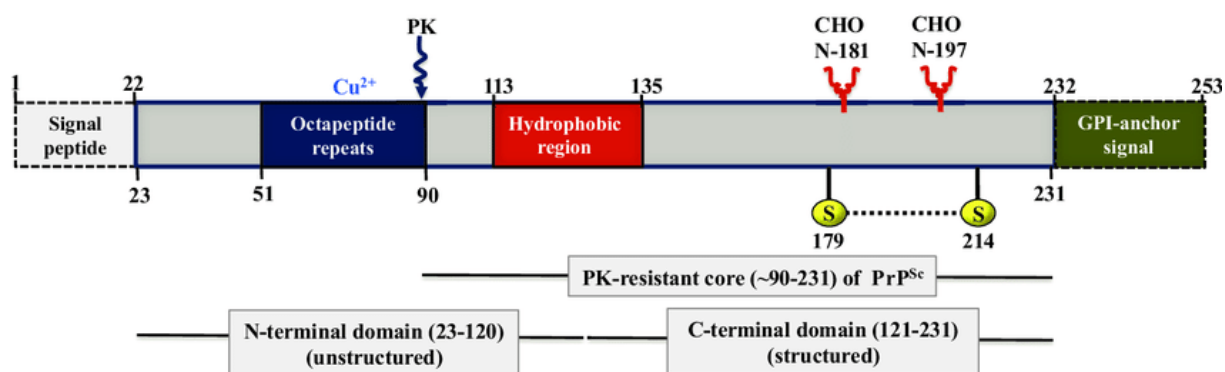 PK
CHO
N-181
CHO
N-197
1
22
Cu²⁺
113
135
232
253
Signal
peptide
Octapeptide
repeats
Hydrophobic
region
GPI-anchor
signal
23
51
90
231
S
S
179
214
PK-resistant core (~90-231) of PrPˢᶜ
N-terminal domain (23-120)
(unstructured)
C-terminal domain (121-231)
(structured)